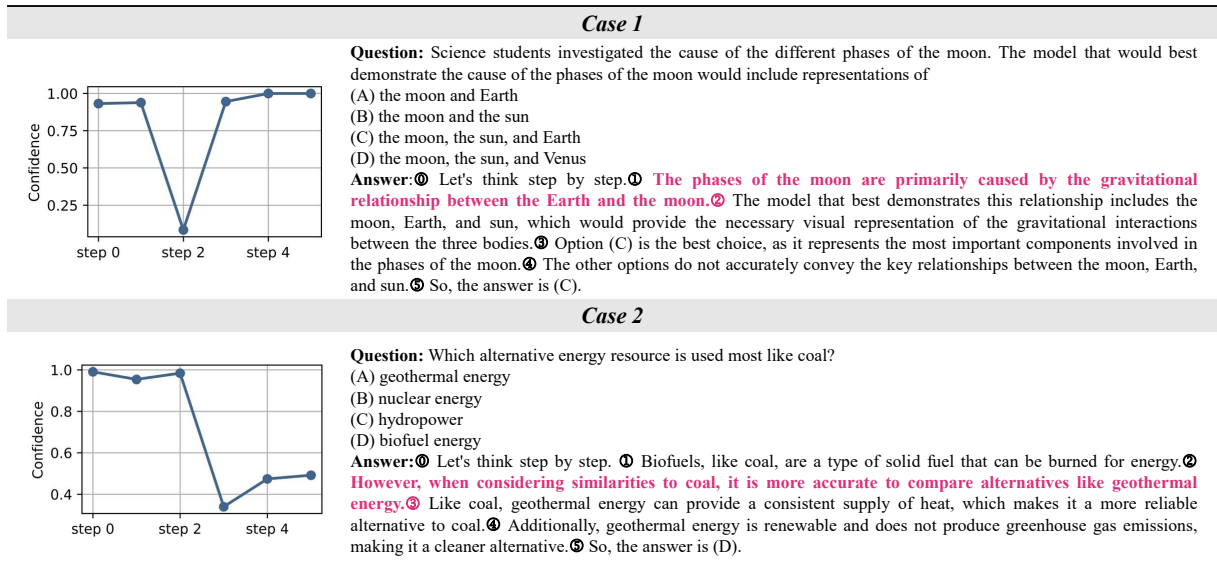 Case 1
1.00
0.75
0.50
0.25
Confidence
step 0
step 2
step 4
Question: Science students investigated the cause of the different phases of the moon. The model that would best
demonstrate the cause of the phases of the moon would include representations of
(A) the moon and Earth
(B) the moon and the sun
(C) the moon, the sun, and Earth
(D) the moon, the sun, and Venus
Answer:⓪ Let's think step by step.① The phases of the moon are primarily caused by the gravitational
relationship between the Earth and the moon.② The model that best demonstrates this relationship includes the
moon, Earth, and sun, which would provide the necessary visual representation of the gravitational interactions
between the three bodies.③ Option (C) is the best choice, as it represents the most important components involved in
the phases of the moon.④ The other options do not accurately convey the key relationships between the moon, Earth,
and sun.⑤ So, the answer is (C).
Case 2
1.0
0.8
0.6
0.4
Confidence
step 0
step 2
step 4
Question: Which alternative energy resource is used most like coal?
(A) geothermal energy
(B) nuclear energy
(C) hydropower
(D) biofuel energy
Answer:⓪ Let's think step by step. ① Biofuels, like coal, are a type of solid fuel that can be burned for energy.②
However, when considering similarities to coal, it is more accurate to compare alternatives like geothermal
energy.③ Like coal, geothermal energy can provide a consistent supply of heat, which makes it a more reliable
alternative to coal.④ Additionally, geothermal energy is renewable and does not produce greenhouse gas emissions,
making it a cleaner alternative.⑤ So, the answer is (D).